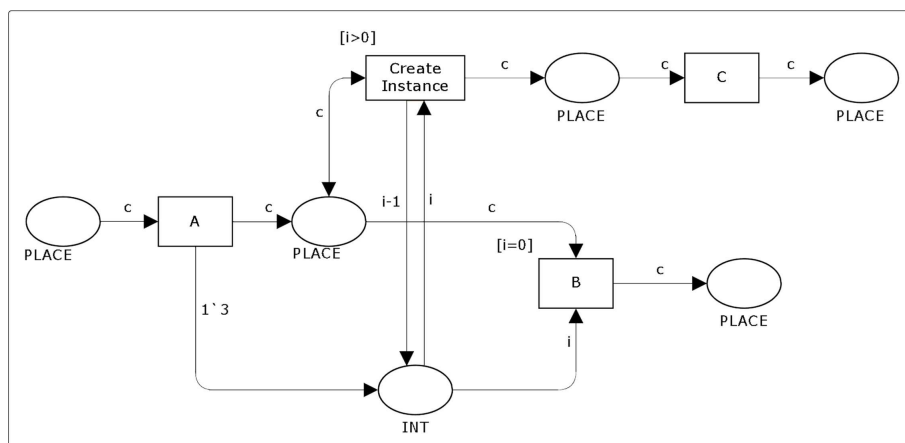 [i>0]
Create
Instance
c
PLACE
c
C
c
PLACE
c
PLACE
c
A
c
PLACE
i-1
i
c
[i=0]
B
c
PLACE
1`3
i
INT